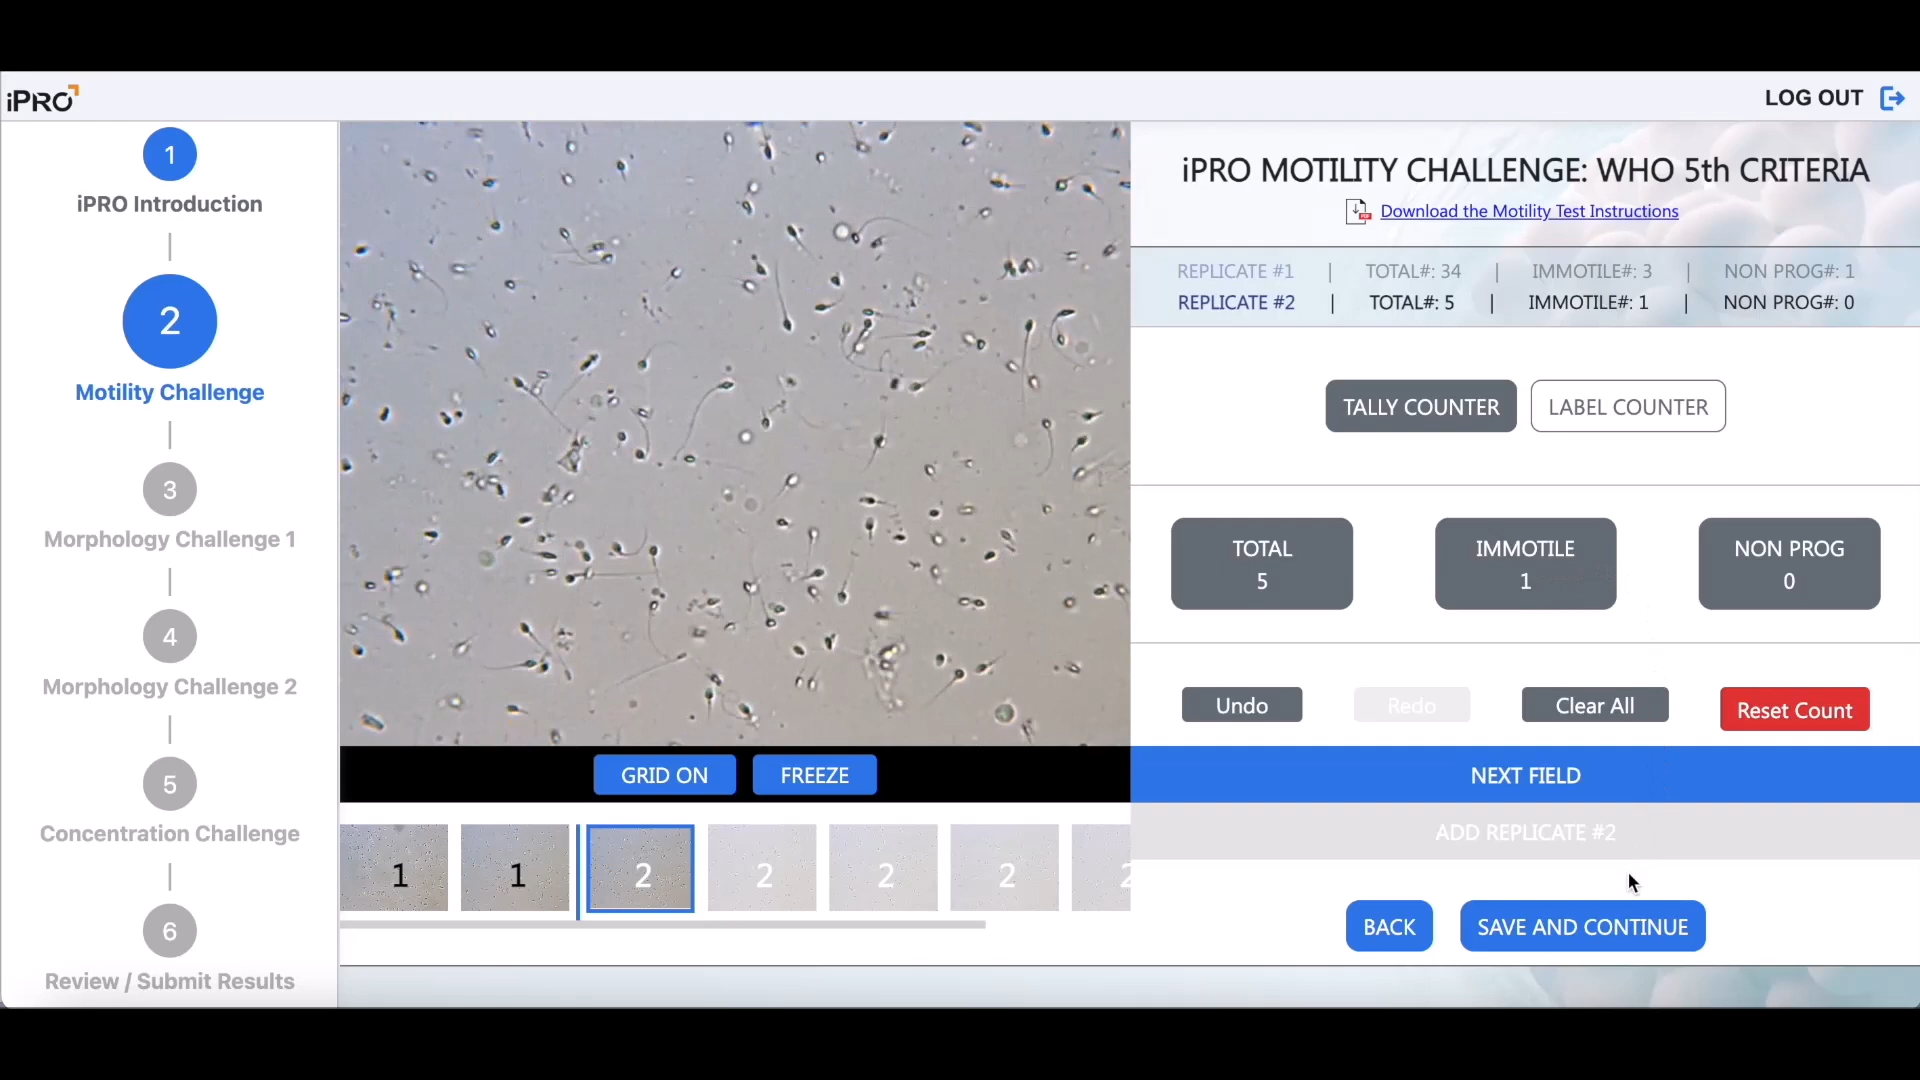 iPRO
LOG OUT
1
iPRO Introduction
2
Motility Challenge
3
Morphology Challenge 1
4
Morphology Challenge 2
5
Concentration Challenge
6
Review / Submit Results
iPRO MOTILITY CHALLENGE: WHO 5th CRITERIA
Download the Motility Test Instructions
REPLICATE #1 | TOTAL#: 34 | IMMOTILE#: 3 | NON PROG#: 1
REPLICATE #2 | TOTAL#: 5 | IMMOTILE#: 1 | NON PROG#: 0
TALLY COUNTER LABEL COUNTER
TOTAL IMMOTILE NON PROG
5 1 0
Undo Redo Clear All Reset Count
GRID ON FREEZE
NEXT FIELD
ADD REPLICATE #2
1 1 2 2 2 2 2
BACK SAVE AND CONTINUE